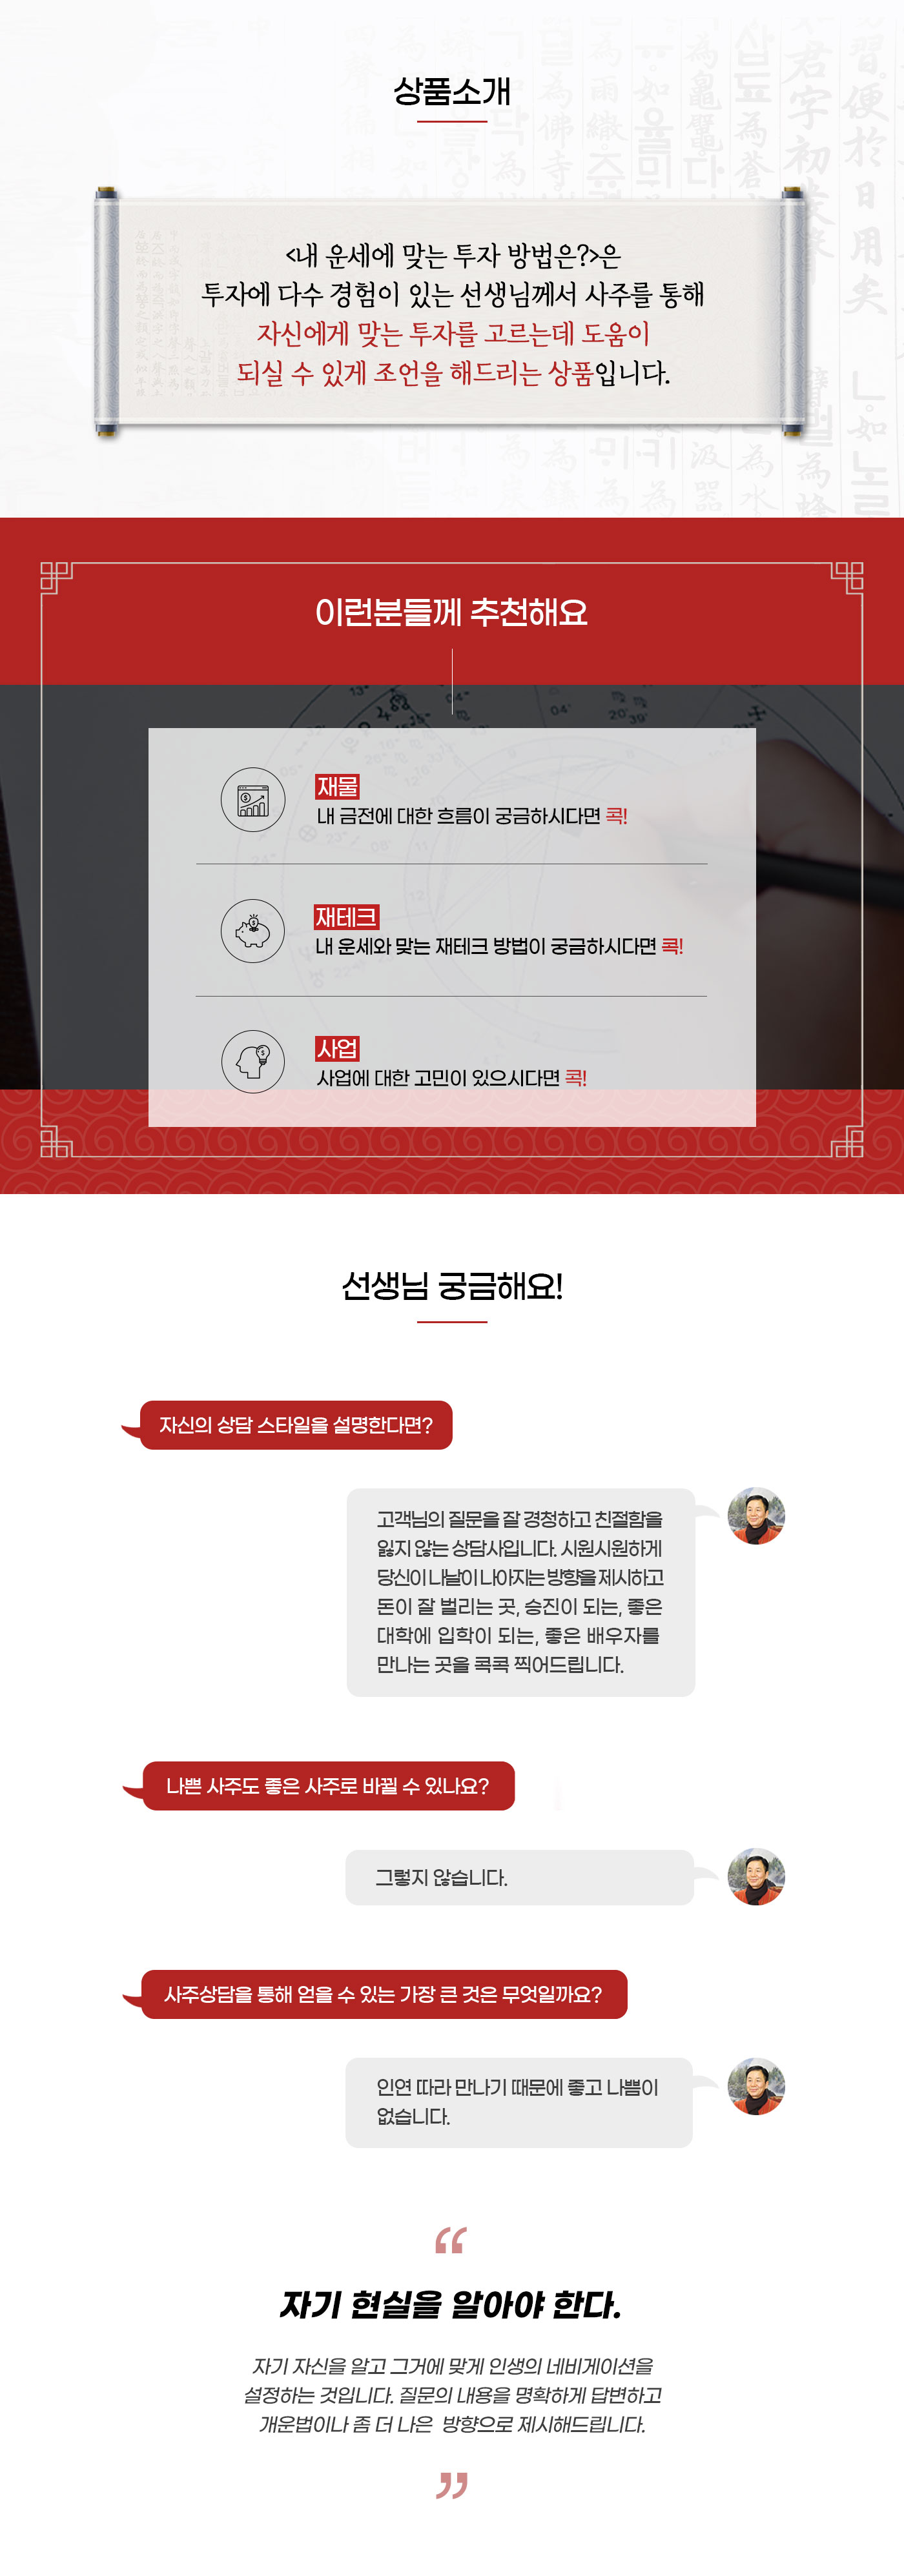 상품소개
<내 운세에 맞는 투자 방법은?>은
투자에 다수 경험이 있는 선생님께서 사주를 통해
자신에게 맞는 투자를 고르는데 도움이
되실 수 있게 조언을 해드리는 상품입니다.
이런분들께 추천해요
재물
내 금전에 대한 흐름이 궁금하시다면 콕!
재테크
내 운세와 맞는 재테크 방법이 궁금하시다면 콕!
사업
사업에 대한 고민이 있으시다면 콕!
선생님 궁금해요!
자신의 상담 스타일을 설명한다면?
고객님의 질문을 잘 경청하고 친절함을
잃지 않는 상담사입니다. 시원시원하게
당신이 나날이 나아지는 방향을 제시하고
돈이 잘 벌리는 곳, 승진이 되는, 좋은
대학에 입학이 되는, 좋은 배우자를
만나는 곳을 콕콕 찍어드립니다.
나쁜 사주도 좋은 사주로 바뀔 수 있나요?
그렇지 않습니다.
사주상담을 통해 얻을 수 있는 가장 큰 것은 무엇일까요?
인연 따라 만나기 때문에 좋고 나쁨이
없습니다.
“
자기 현실을 알아야 한다.
자기 자신을 알고 그거에 맞게 인생의 네비게이션을
설정하는 것입니다. 질문의 내용을 명확하게 답변하고
개운법이나 좀 더 나은 방향으로 제시해드립니다.
”